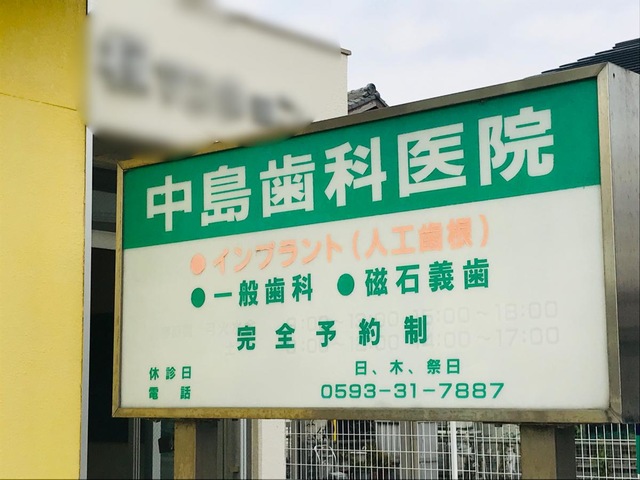 中島歯科医院
●インプラント(人工歯根)
●一般歯科 ●磁石義歯
完全予約制
休診日 日、木、祭日
電話 0593-31-7887